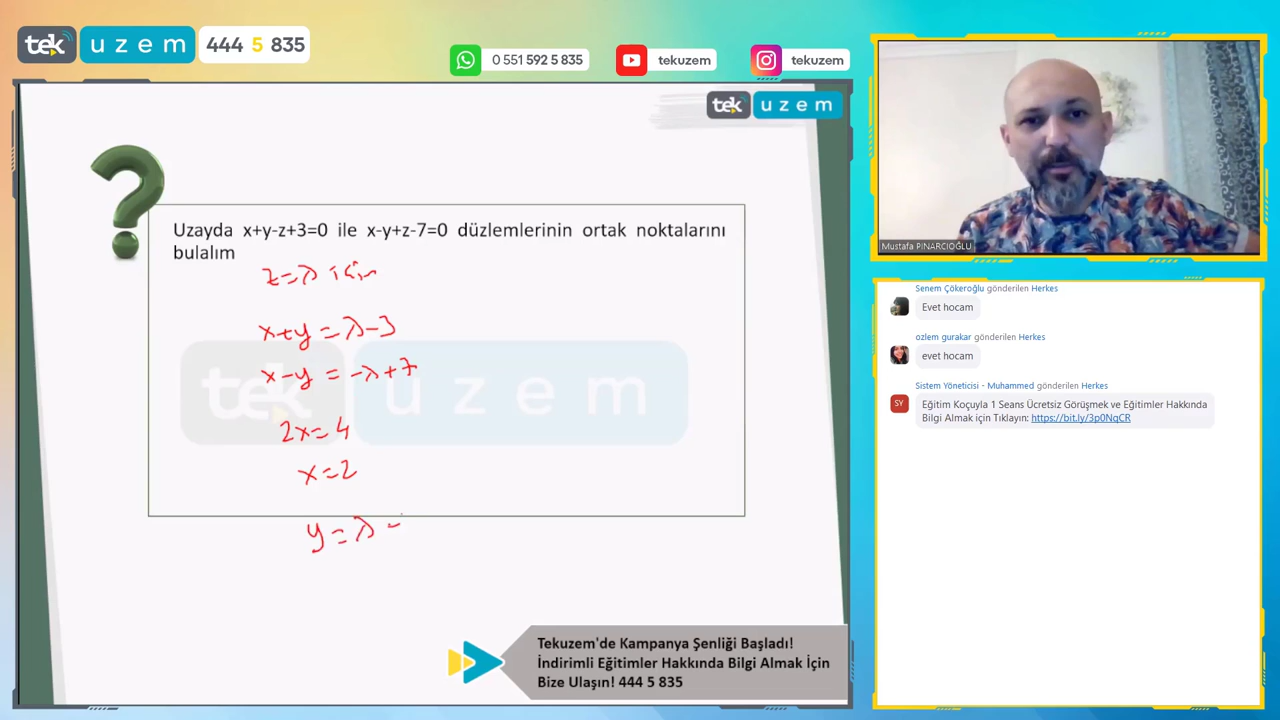 tek uzem 444 5 835
0 551 592 5 835
tekuzem
tekuzem
tek uzem
Uzayda x+y-z+3=0 ile x-y+z-7=0 düzlemlerinin ortak noktalarını
bulalım
z=λ için
x+y=λ-3
x-y=-λ+7
2x=4
x=2
y=λ-
tek uzem
Tekuzem'de Kampanya Şenliği Başladı!
İndirimli Eğitimler Hakkında Bilgi Almak İçin
Bize Ulaşın! 444 5 835
Mustafa PINARCIOĞLU
Senem Çökeroğlu gönderilen Herkes
Evet hocam
ozlem gurakar gönderilen Herkes
evet hocam
Sistem Yöneticisi - Muhammed gönderilen Herkes
SY
Eğitim Koçuyla 1 Seans Ücretsiz Görüşmek ve Eğitimler Hakkında
Bilgi Almak için Tıklayın: https://bit.ly/3p0NqCR